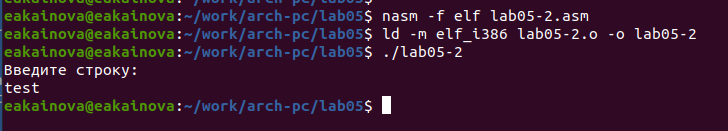 eakainova@eakainova:~/work/arch-pc/lab05$ nasm -f elf lab05-2.asm
eakainova@eakainova:~/work/arch-pc/lab05$ ld -m elf_i386 lab05-2.o -o lab05-2
eakainova@eakainova:~/work/arch-pc/lab05$ ./lab05-2
Введите строку:
test
eakainova@eakainova:~/work/arch-pc/lab05$